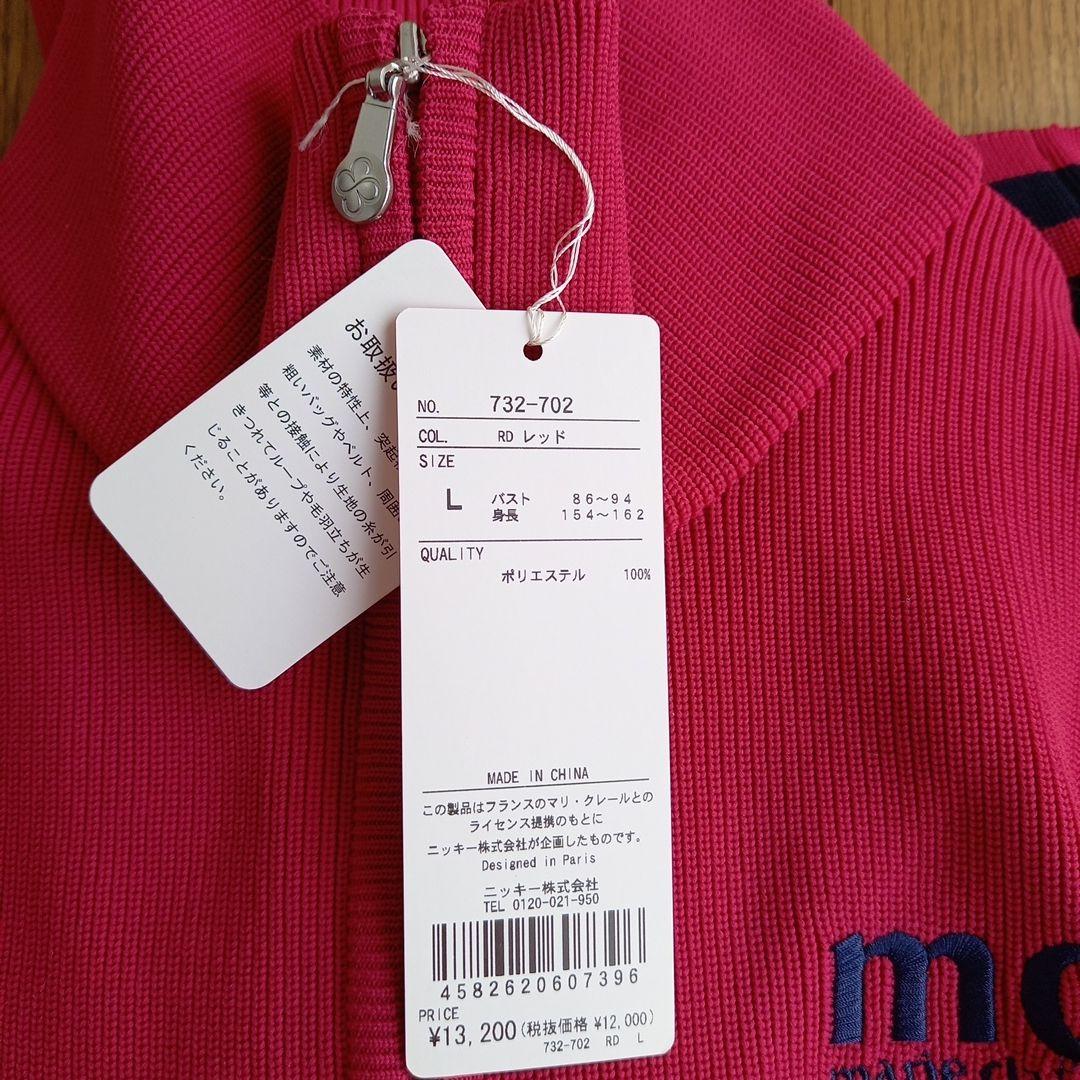 お取扱い
素材の特性上、突起
粗いバッグやベルト、周囲
等との接触により生地の糸が引
きつれてループや毛羽立ちが生
じることがありますのでご注意
ください。
NO. 732-702
COL. RD レッド
SIZE
L バスト 86〜94
身長 154〜162
QUALITY
ポリエステル 100%
MADE IN CHINA
この製品はフランスのマリ・クレールとの
ライセンス提携のもとに
ニッキー株式会社が企画したものです。
Designed in Paris
ニッキー株式会社
TEL 0120-021-950
4582620607396
PRICE
¥13,200(税抜価格 ¥12,000)
732-702 RD L
mc
marie cla